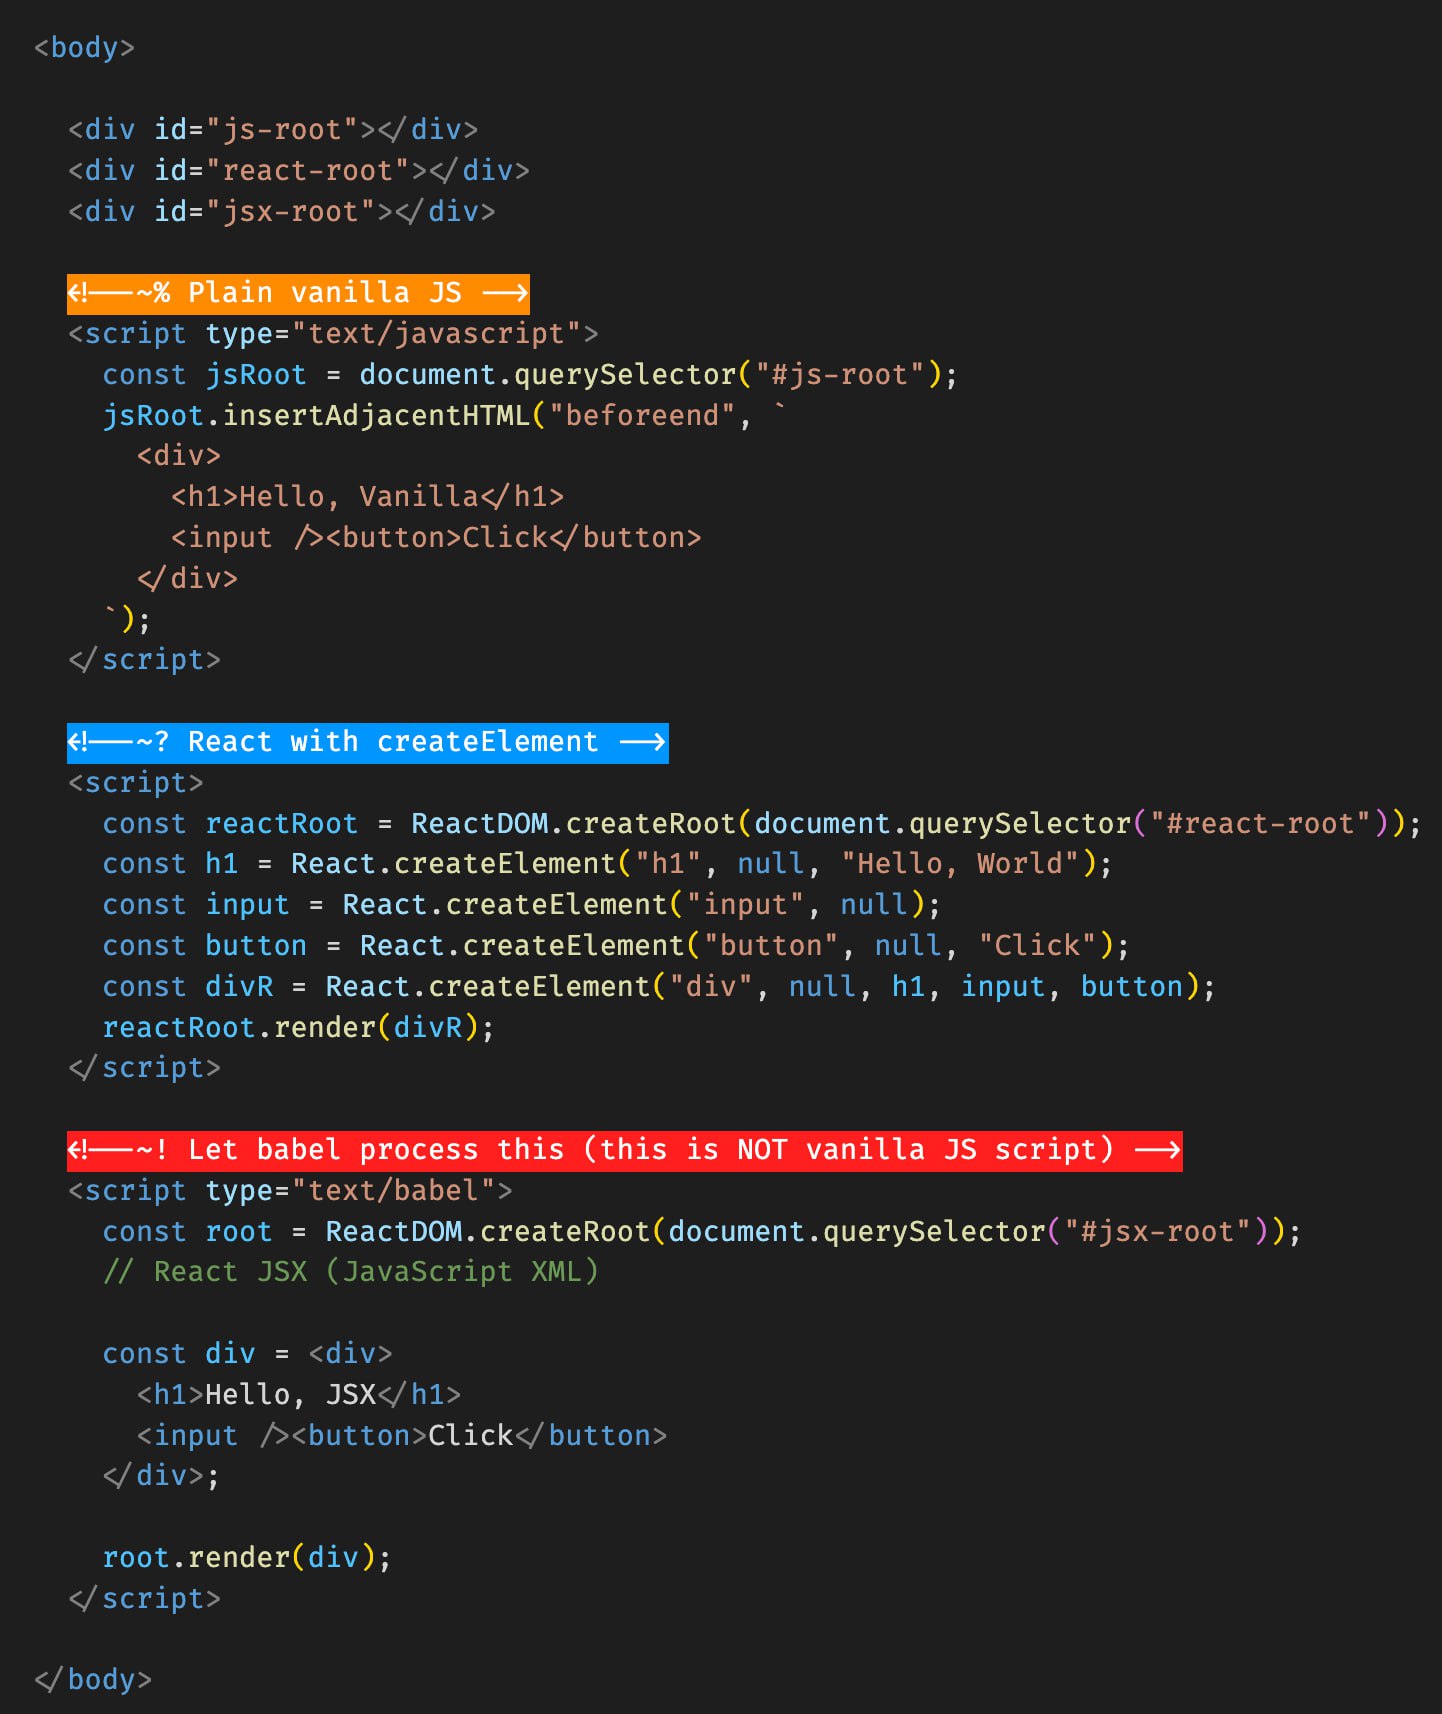 <body>
<div id="js-root"></div>
<div id="react-root"></div>
<div id="jsx-root"></div>
<!--~% Plain vanilla JS -->
<script type="text/javascript">
const jsRoot = document.querySelector("#js-root");
jsRoot.insertAdjacentHTML("beforeend", `
<div>
<h1>Hello, Vanilla</h1>
<input /><button>Click</button>
</div>
`);
</script>
<!--~? React with createElement -->
<script>
const reactRoot = ReactDOM.createRoot(document.querySelector("#react-root"));
const h1 = React.createElement("h1", null, "Hello, World");
const input = React.createElement("input", null);
const button = React.createElement("button", null, "Click");
const divR = React.createElement("div", null, h1, input, button);
reactRoot.render(divR);
</script>
<!--~! Let babel process this (this is NOT vanilla JS script) -->
<script type="text/babel">
const root = ReactDOM.createRoot(document.querySelector("#jsx-root"));
// React JSX (JavaScript XML)
const div = <div>
<h1>Hello, JSX</h1>
<input /><button>Click</button>
</div>;
root.render(div);
</script>
</body>